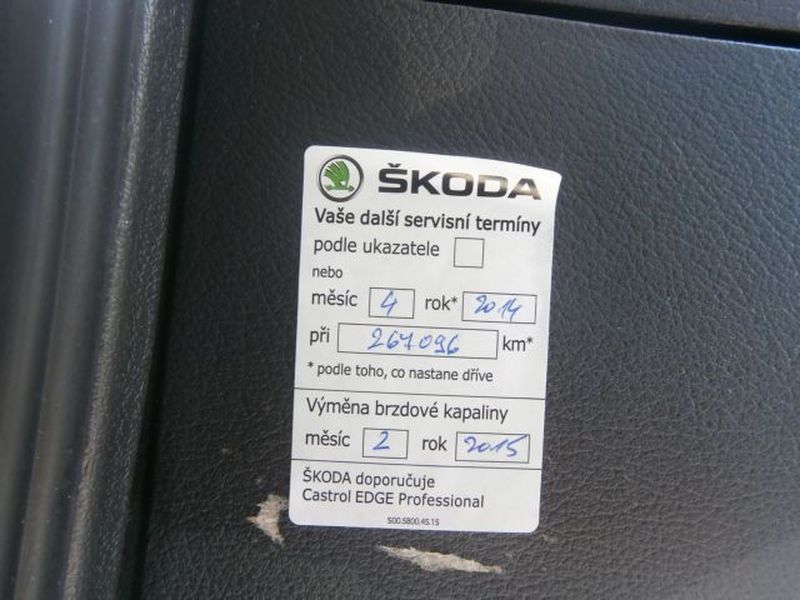 ŠKODA
Vaše další servisní termíny
podle ukazatele
nebo
měsíc 4 rok* 2014
při 267096 km*
* podle toho, co nastane dříve
Výměna brzdové kapaliny
měsíc 2 rok 2015
ŠKODA doporučuje
Castrol EDGE Professional
S00.5800.45.15